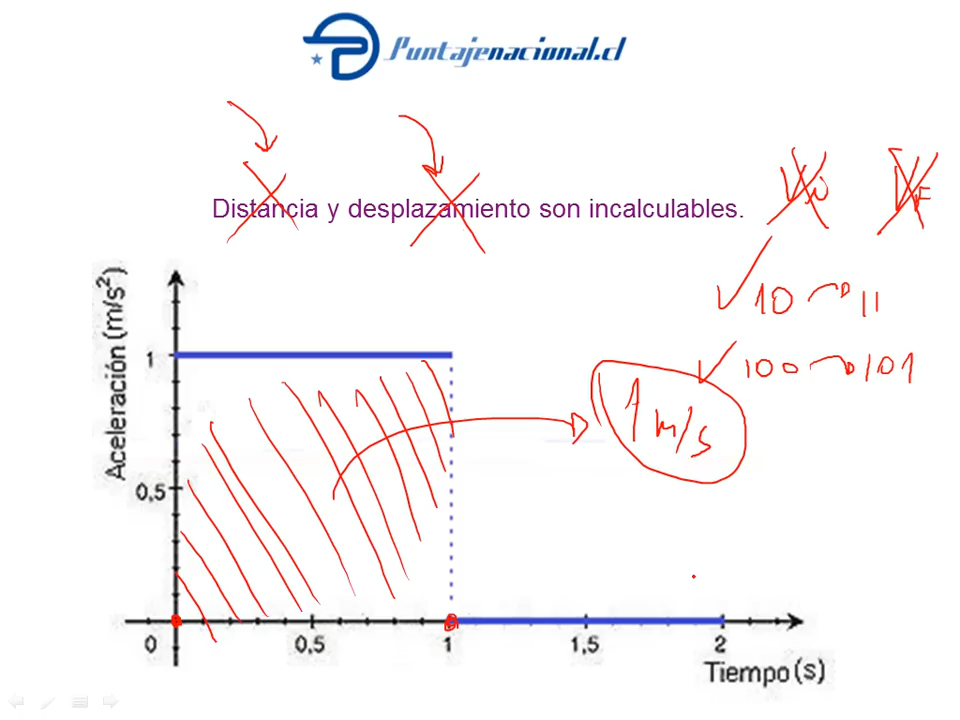 Puntajenacional.cl
Distancia y desplazamiento son incalculables.
10 → 11
100 → 101
1 m/s
Aceleración (m/s²)
1
0,5
0 0,5 1 1,5 2
Tiempo (s)